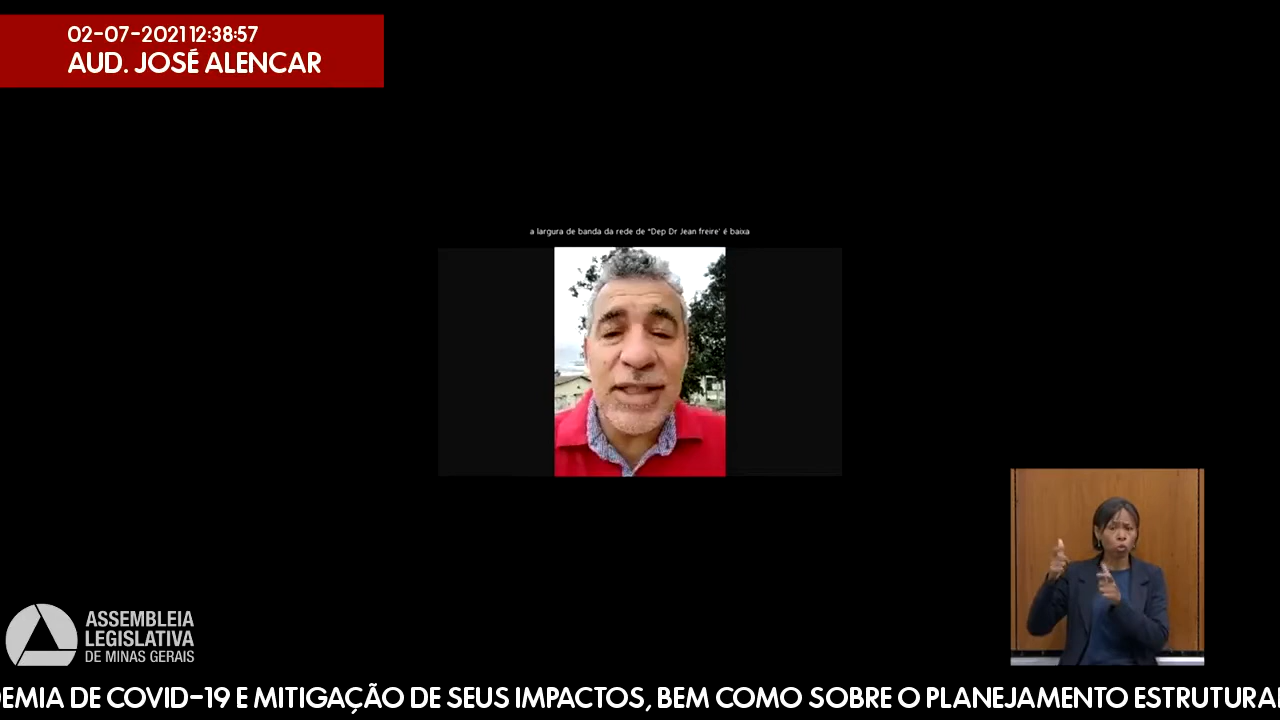 02-07-2021 12:38:57
AUD. JOSÉ ALENCAR
a largura de banda da rede de "Dep Dr Jean freire' é baixa
ASSEMBLEIA
LEGISLATIVA
DE MINAS GERAIS
DEMIA DE COVID-19 E MITIGAÇÃO DE SEUS IMPACTOS, BEM COMO SOBRE O PLANEJAMENTO ESTRUTURA